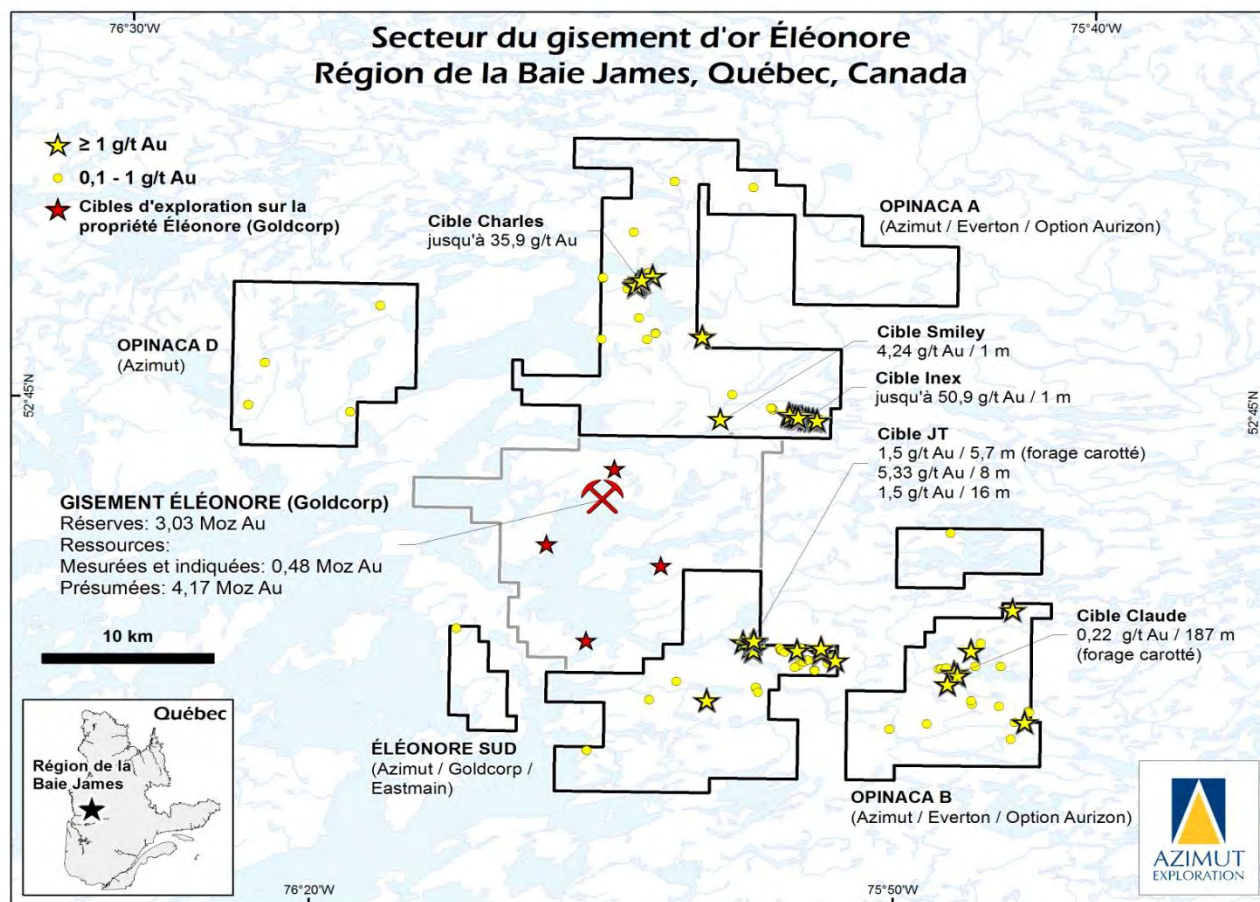 76°30'W
75°40'W
Secteur du gisement d'or Éléonore
Région de la Baie James, Québec, Canada
≥ 1 g/t Au
0,1 - 1 g/t Au
Cibles d'exploration sur la
propriété Éléonore (Goldcorp)
Cible Charles
jusqu'à 35,9 g/t Au
OPINACA A
(Azimut / Everton / Option Aurizon)
OPINACA D
(Azimut)
Cible Smiley
4,24 g/t Au / 1 m
Cible Inex
jusqu'à 50,9 g/t Au / 1 m
Cible JT
1,5 g/t Au / 5,7 m (forage carotté)
5,33 g/t Au / 8 m
1,5 g/t Au / 16 m
52°45'N
52°45'N
GISEMENT ÉLÉONORE (Goldcorp)
Réserves: 3,03 Moz Au
Ressources:
Mesurées et indiquées: 0,48 Moz Au
Présumées: 4,17 Moz Au
10 km
Cible Claude
0,22 g/t Au / 187 m
(forage carotté)
ÉLÉONORE SUD
(Azimut / Goldcorp /
Eastmain)
OPINACA B
(Azimut / Everton / Option Aurizon)
Québec
Région de la
Baie James
AZIMUT
EXPLORATION
76°20'W
75°50'W